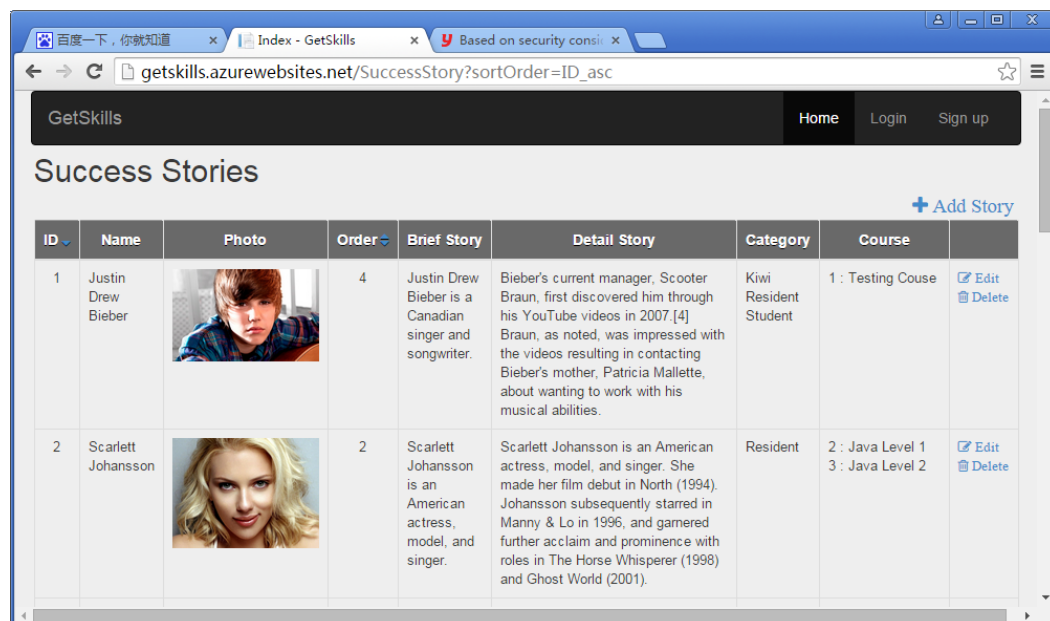 百度一下，你就知道
Index - GetSkills
Based on security consi
getskills.azurewebsites.net/SuccessStory?sortOrder=ID_asc
GetSkills
Home
Login
Sign up
Success Stories
Add Story
ID
Name
Photo
Order
Brief Story
Detail Story
Category
Course
1
Justin
Drew
Bieber
4
Justin Drew
Bieber is a
Canadian
singer and
songwriter.
Bieber's current manager, Scooter
Braun, first discovered him through
his YouTube videos in 2007.[4]
Braun, as noted, was impressed with
the videos resulting in contacting
Bieber's mother, Patricia Mallette,
about wanting to work with his
musical abilities.
Kiwi
Resident
Student
1 : Testing Couse
Edit
Delete
2
Scarlett
Johansson
2
Scarlett
Johansson
is an
American
actress,
model, and
singer.
Scarlett Johansson is an American
actress, model, and singer. She
made her film debut in North (1994).
Johansson subsequently starred in
Manny & Lo in 1996, and garnered
further acclaim and prominence with
roles in The Horse Whisperer (1998)
and Ghost World (2001).
Resident
2 : Java Level 1
3 : Java Level 2
Edit
Delete